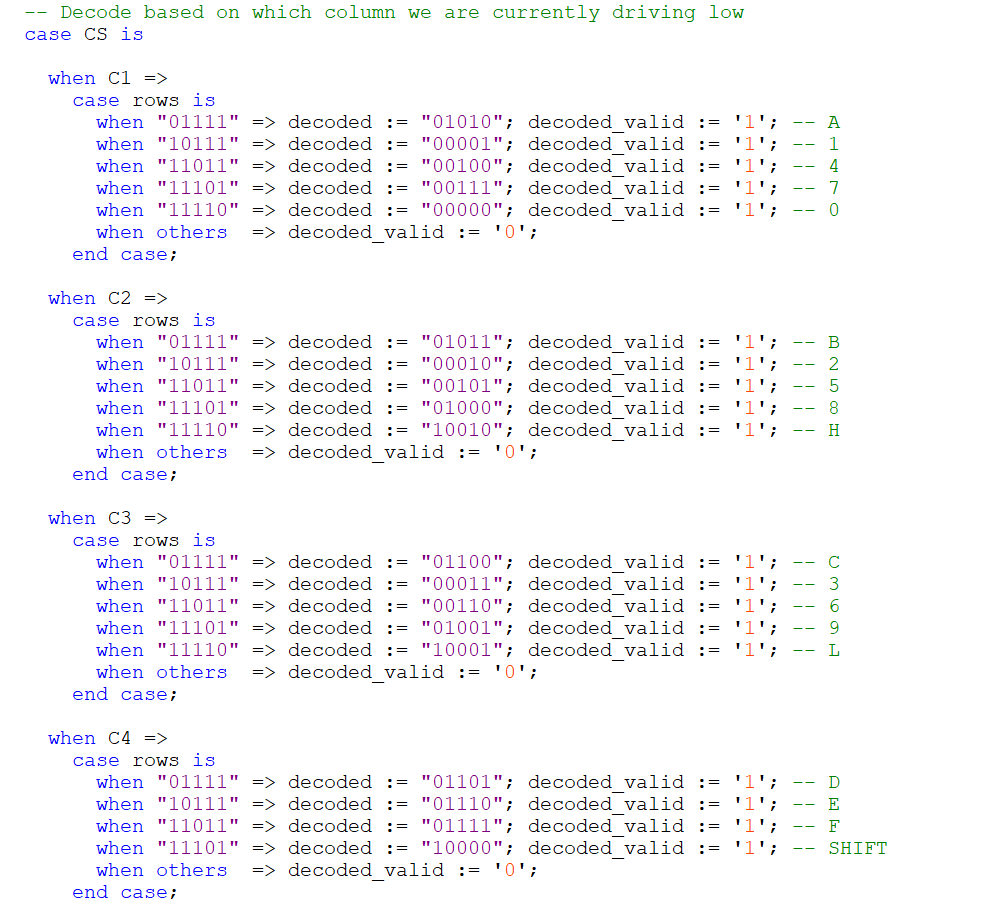 -- Decode based on which column we are currently driving low
case CS is
when C1 =>
case rows is
when "01111" => decoded := "01010"; decoded_valid := '1'; -- A
when "10111" => decoded := "00001"; decoded_valid := '1'; -- 1
when "11011" => decoded := "00100"; decoded_valid := '1'; -- 4
when "11101" => decoded := "00111"; decoded_valid := '1'; -- 7
when "11110" => decoded := "00000"; decoded_valid := '1'; -- 0
when others  => decoded_valid := '0';
end case;
when C2 =>
case rows is
when "01111" => decoded := "01011"; decoded_valid := '1'; -- B
when "10111" => decoded := "00010"; decoded_valid := '1'; -- 2
when "11011" => decoded := "00101"; decoded_valid := '1'; -- 5
when "11101" => decoded := "01000"; decoded_valid := '1'; -- 8
when "11110" => decoded := "10010"; decoded_valid := '1'; -- H
when others  => decoded_valid := '0';
end case;
when C3 =>
case rows is
when "01111" => decoded := "01100"; decoded_valid := '1'; -- C
when "10111" => decoded := "00011"; decoded_valid := '1'; -- 3
when "11011" => decoded := "00110"; decoded_valid := '1'; -- 6
when "11101" => decoded := "01001"; decoded_valid := '1'; -- 9
when "11110" => decoded := "10001"; decoded_valid := '1'; -- L
when others  => decoded_valid := '0';
end case;
when C4 =>
case rows is
when "01111" => decoded := "01101"; decoded_valid := '1'; -- D
when "10111" => decoded := "01110"; decoded_valid := '1'; -- E
when "11011" => decoded := "01111"; decoded_valid := '1'; -- F
when "11101" => decoded := "10000"; decoded_valid := '1'; -- SHIFT
when others  => decoded_valid := '0';
end case;